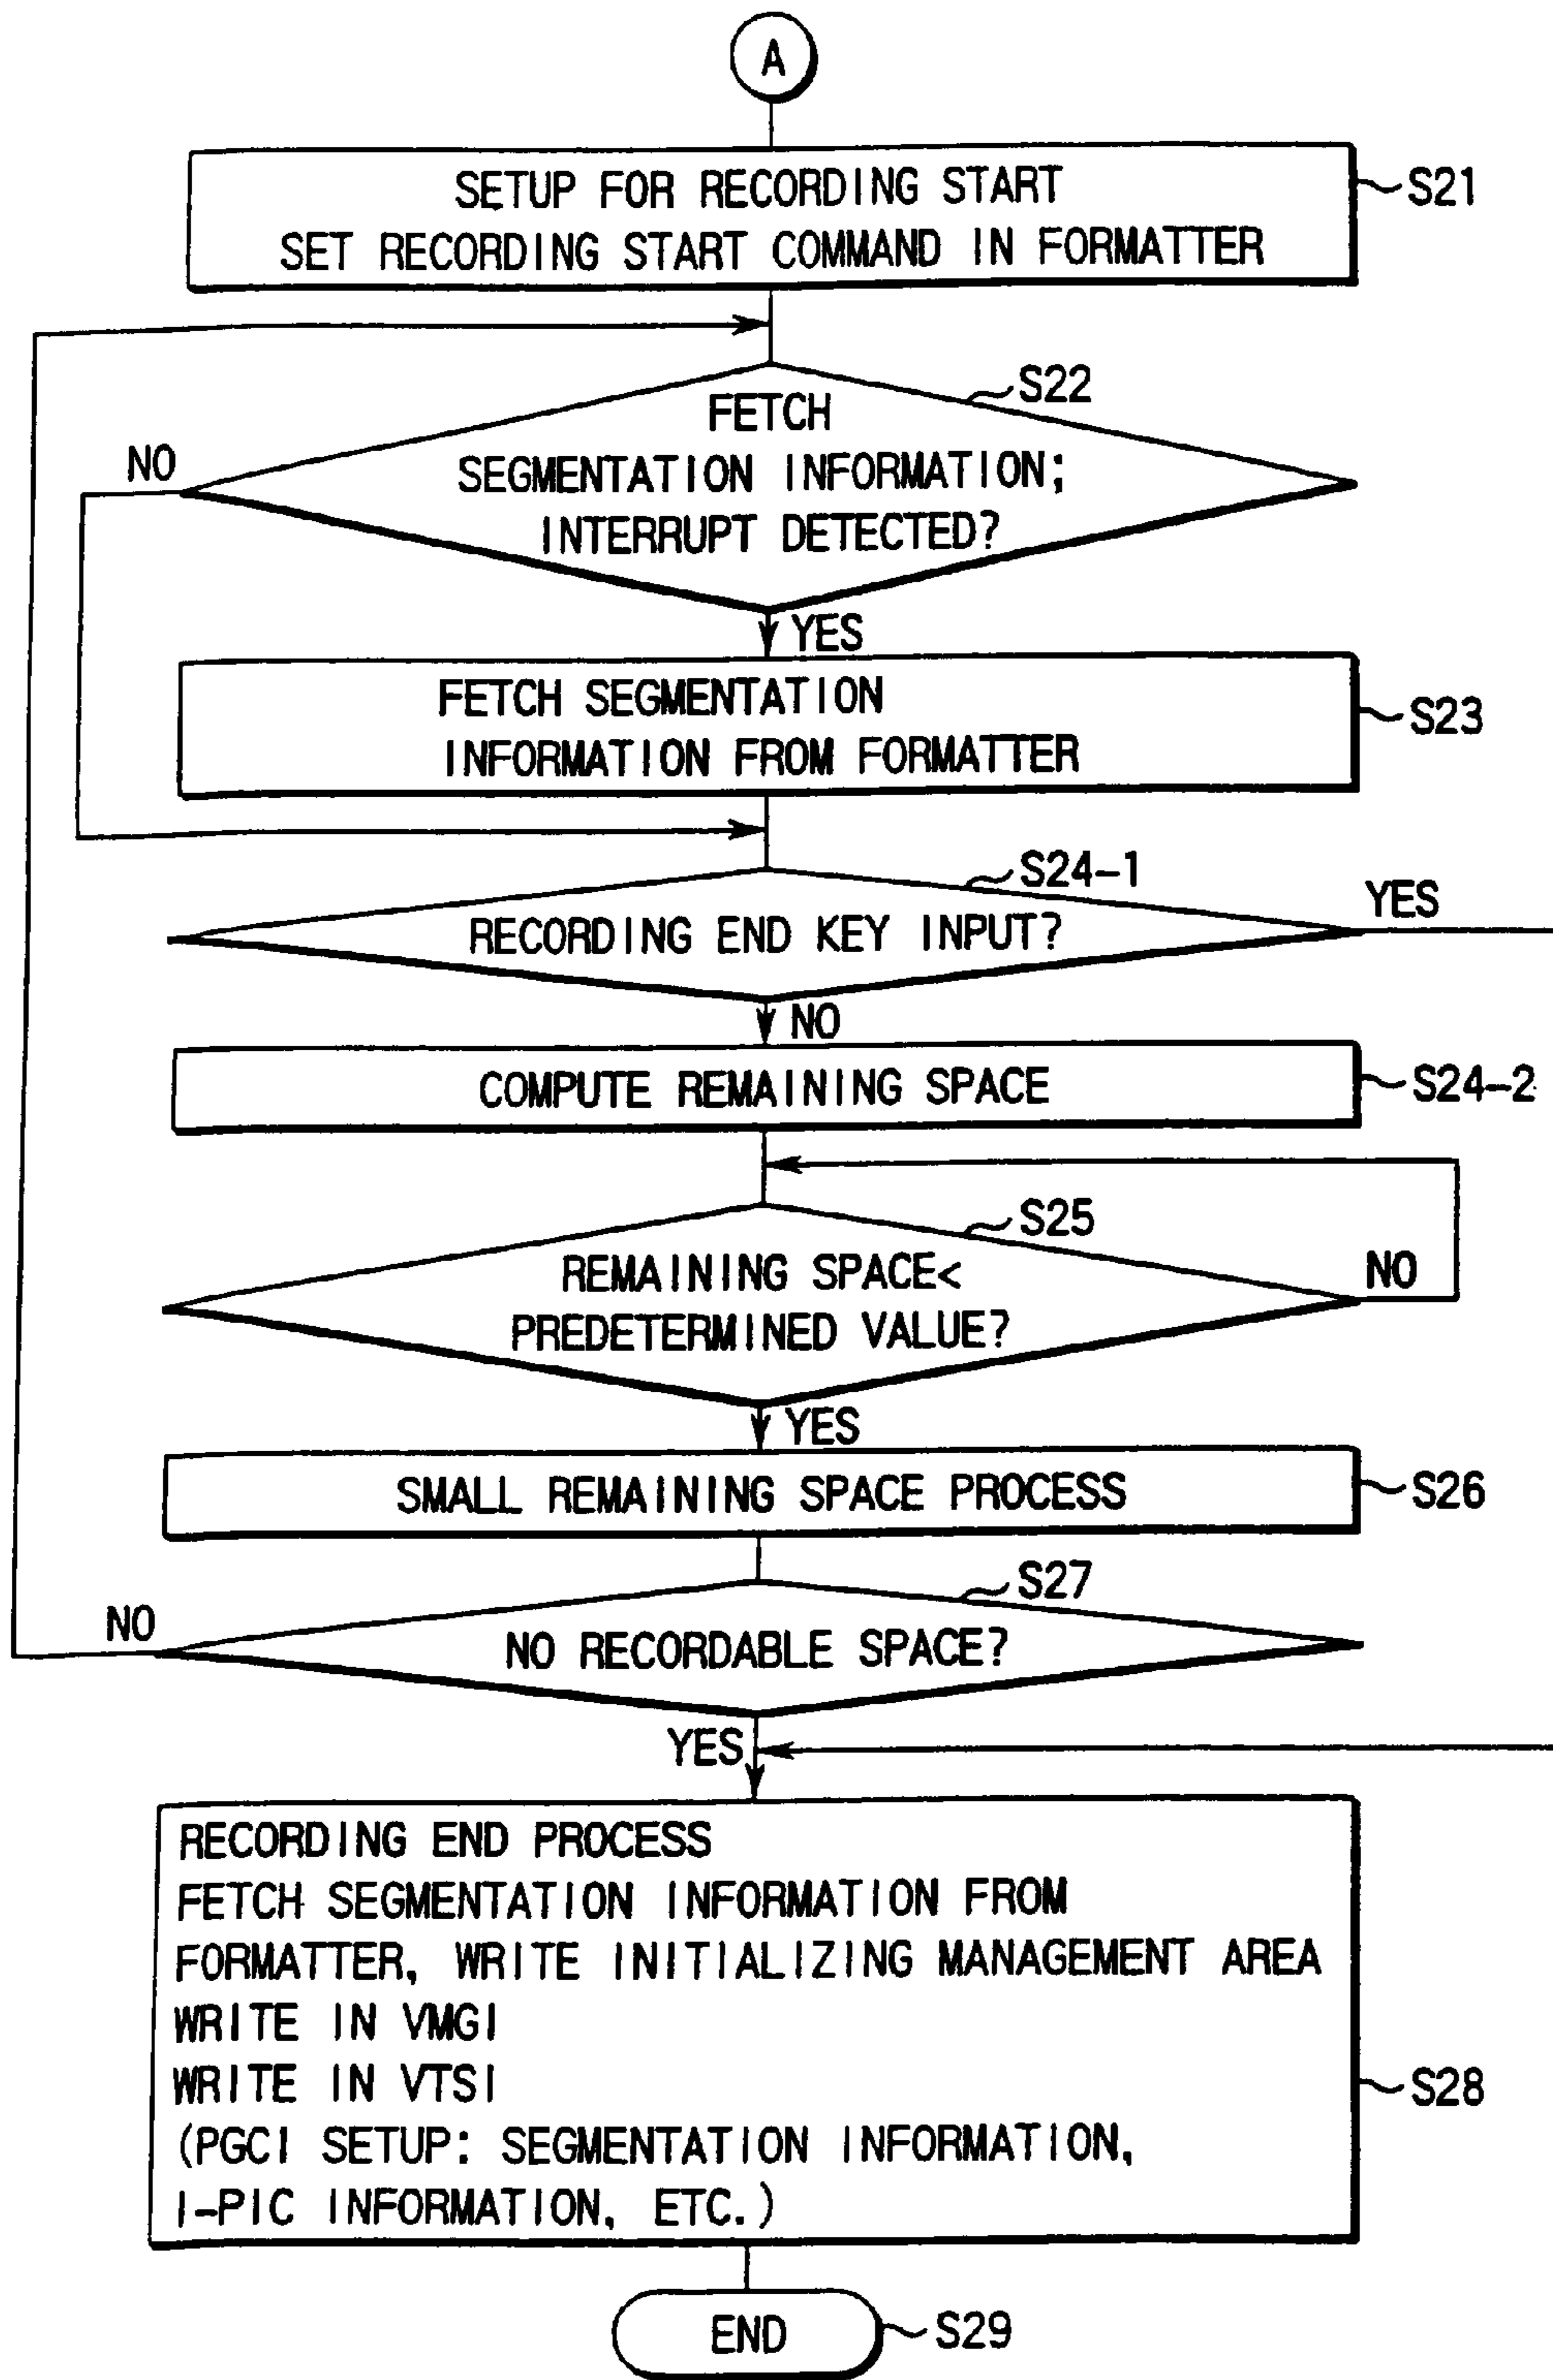 A
SETUP FOR RECORDING START
SET RECORDING START COMMAND IN FORMATTER
S21
S22
FETCH
SEGMENTATION INFORMATION;
INTERRUPT DETECTED?
NO
YES
FETCH SEGMENTATION
INFORMATION FROM FORMATTER
S23
S24-1
RECORDING END KEY INPUT?
YES
NO
COMPUTE REMAINING SPACE
S24-2
S25
REMAINING SPACE<
PREDETERMINED VALUE?
NO
YES
SMALL REMAINING SPACE PROCESS
S26
S27
NO RECORDABLE SPACE?
NO
YES
RECORDING END PROCESS
FETCH SEGMENTATION INFORMATION FROM
FORMATTER, WRITE INITIALIZING MANAGEMENT AREA
WRITE IN VMGI
WRITE IN VTSI
(PGCI SETUP: SEGMENTATION INFORMATION,
I-PIC INFORMATION, ETC.)
S28
END
S29